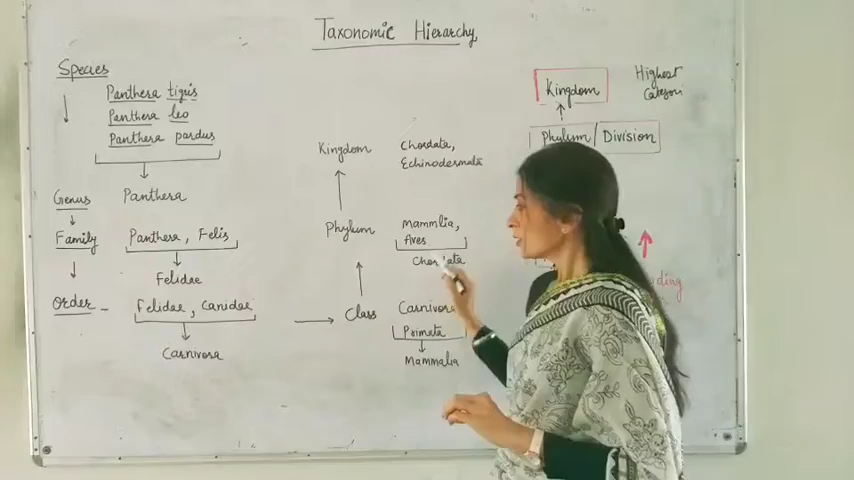 Taxonomic Hierarchy
Species
Panthera tigris
Panthera leo
Panthera pardus
Genus Panthera
Family Panthera, Felis
Felidae
Order Felidae, Canidae
Carnivora
Kingdom Chordata,
Echinodermata
Phylum Mammlia,
Aves
Chordata
Class Carnivora
Primata
Mammalia
Kingdom Highest
Category
Phylum Division